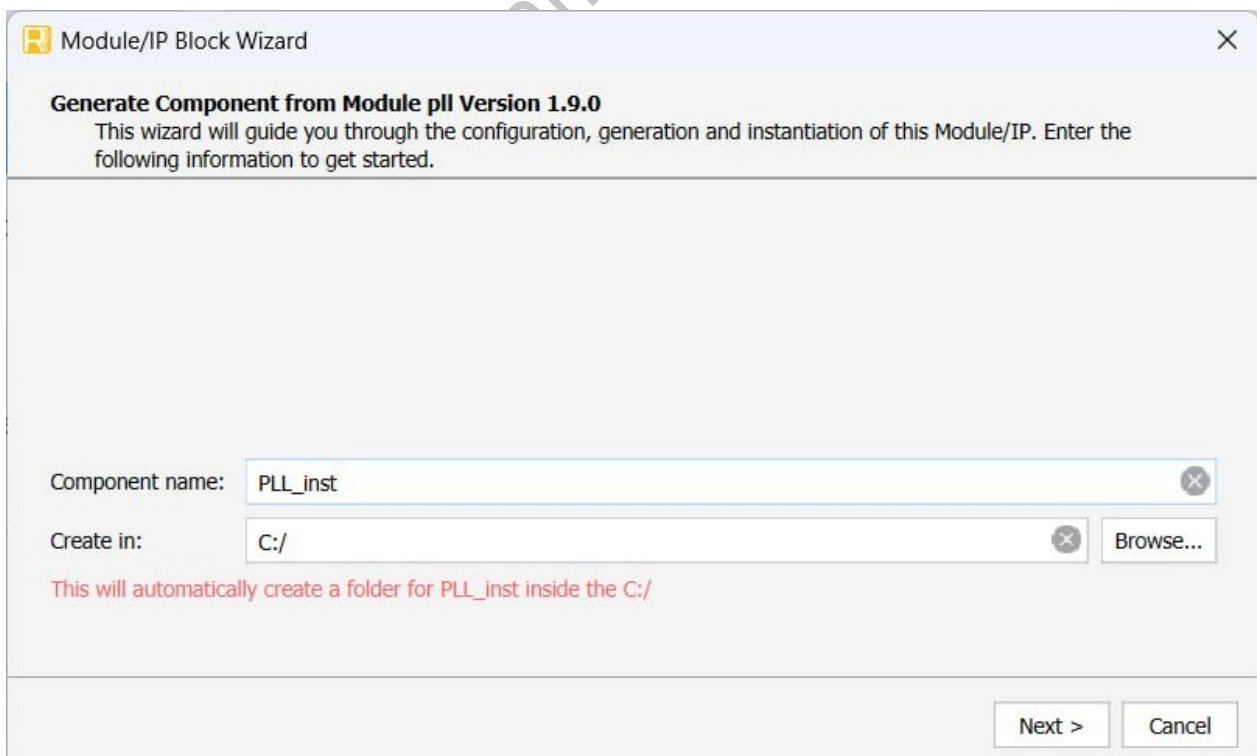 Module/IP Block Wizard
Generate Component from Module pll Version 1.9.0
This wizard will guide you through the configuration, generation and instantiation of this Module/IP. Enter the
following information to get started.
Component name: PLL_inst
Create in: C:/ Browse...
This will automatically create a folder for PLL_inst inside the C:/
Next > Cancel